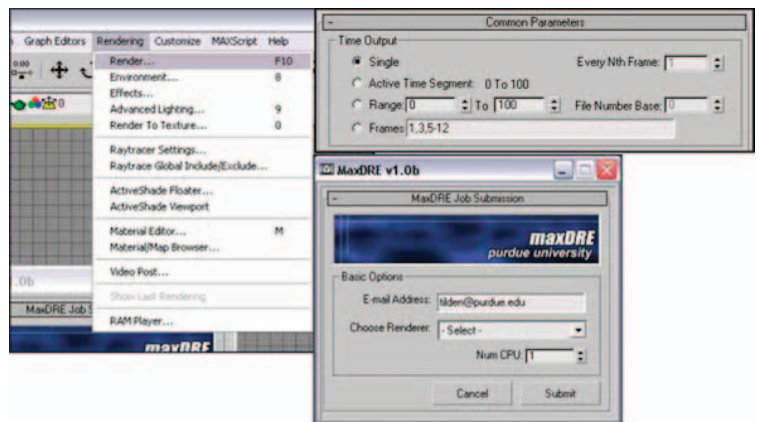 Graph Editors Rendering Customize MAXScript Help
Render... F10
Environment... 8
Effects...
Advanced Lighting... 9
Render To Texture... 0
Raytracer Settings...
Raytrace Global Include/Exclude...
ActiveShade Floater...
ActiveShade Viewport
Material Editor... M
Material/Map Browser...
Video Post...
Show Last Rendering
RAM Player...
0.00
0
.0b
MaxDRE Job S
maxDRE
- Common Parameters
Time Output
Single Every Nth Frame: 1
Active Time Segment: 0 To 100
Range: 0 To 100 File Number Base: 0
Frames 1,3,5-12
MaxDRE v1.0b
- MaxDRE Job Submission
maxDRE
purdue university
Basic Options
E-mail Address: tilden@purdue.edu
Choose Renderer: - Select -
Num CPU: 1
Cancel Submit